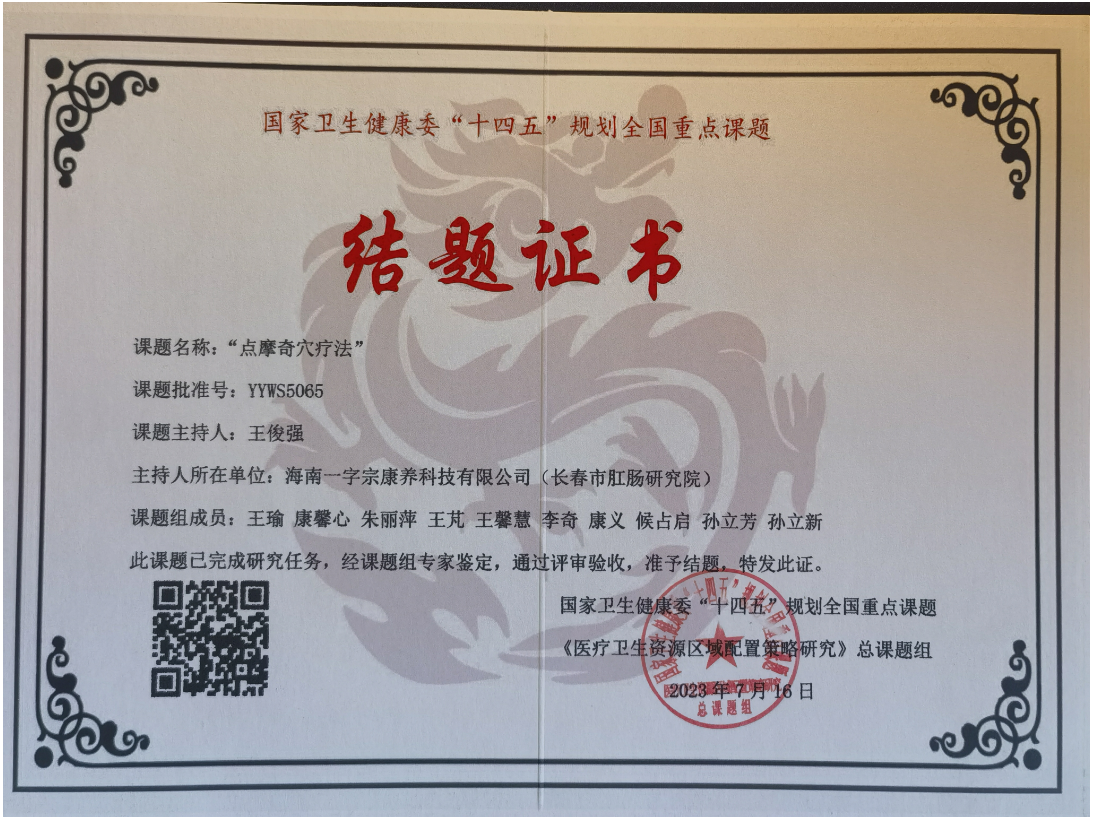 国家卫生健康委“十四五”规划全国重点课题
结题证书
课题名称：“点摩奇穴疗法”
课题批准号：YYWS5065
课题主持人：王俊强
主持人所在单位：海南一字宗康养科技有限公司（长春市肛肠研究院）
课题组成员：王瑜 康馨心 朱丽萍 王芃 王馨慧 李奇 康义 候占启 孙立芳 孙立新
此课题已完成研究任务，经课题组专家鉴定，通过评审验收，准予结题，特发此证。
国家卫生健康委“十四五”规划全国重点课题
《医疗卫生资源区域配置策略研究》总课题组
2023年7月16日
总课题组